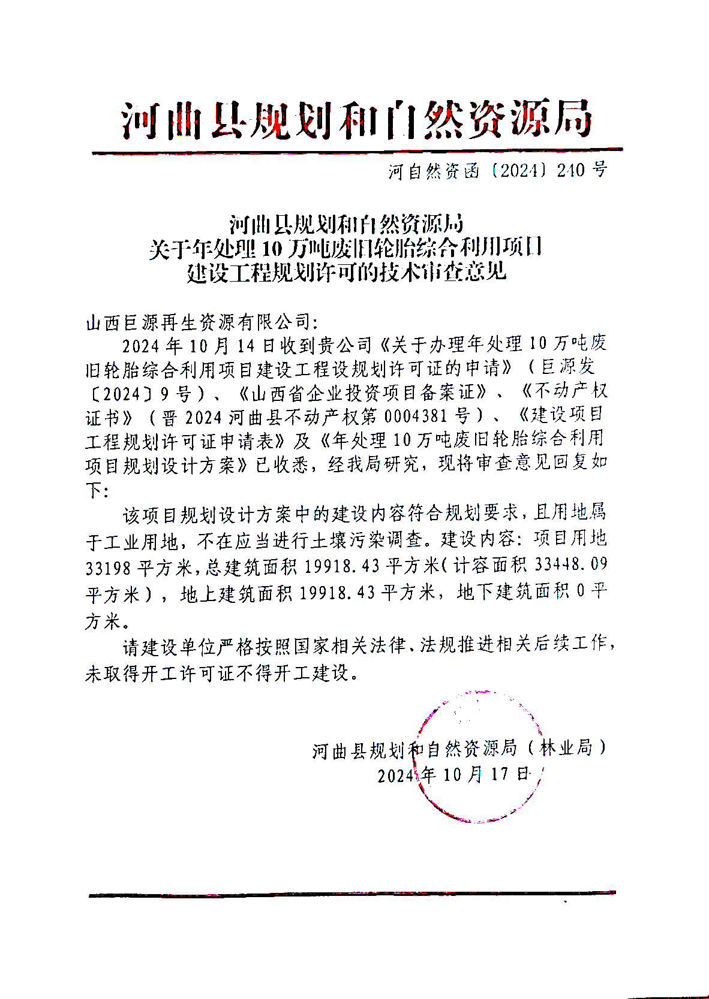 河曲县规划和自然资源局
河自然资函〔2024〕240 号
河曲县规划和自然资源局
关于年处理 10 万吨废旧轮胎综合利用项目
建设工程规划许可的技术审查意见
山西巨源再生资源有限公司：
2024 年 10 月 14 日收到贵公司《关于办理年处理 10 万吨废
旧轮胎综合利用项目建设工程设规划许可证的申请》（巨源发
〔2024〕9 号）、《山西省企业投资项目备案证》、《不动产权
证书》（晋 2024 河曲县不动产权第 0004381 号）、《建设项目
工程规划许可证申请表》及《年处理 10 万吨废旧轮胎综合利用
项目规划设计方案》已收悉，经我局研究，现将审查意见回复如
下：
该项目规划设计方案中的建设内容符合规划要求，且用地属
于工业用地，不在应当进行土壤污染调查。建设内容：项目用地
33198 平方米，总建筑面积 19918.43 平方米（计容面积 33448.09
平方米），地上建筑面积 19918.43 平方米，地下建筑面积 0 平
方米。
请建设单位严格按照国家相关法律、法规推进相关后续工作，
未取得开工许可证不得开工建设。
河曲县规划和自然资源局（林业局）
2024 年 10 月 17 日